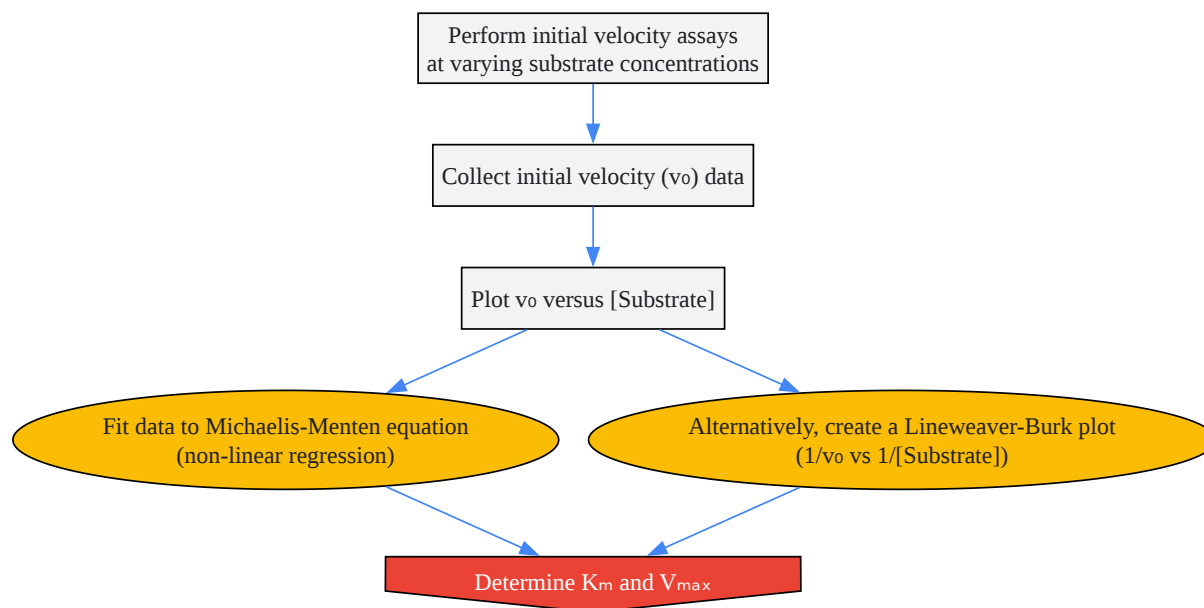 Perform initial velocity assays
at varying substrate concentrations
Collect initial velocity (v₀) data
Plot v₀ versus [Substrate]
Fit data to Michaelis-Menten equation
(non-linear regression)
Alternatively, create a Lineweaver-Burk plot
(1/v₀ vs 1/[Substrate])
Determine Kₘ and Vₘₐₓ